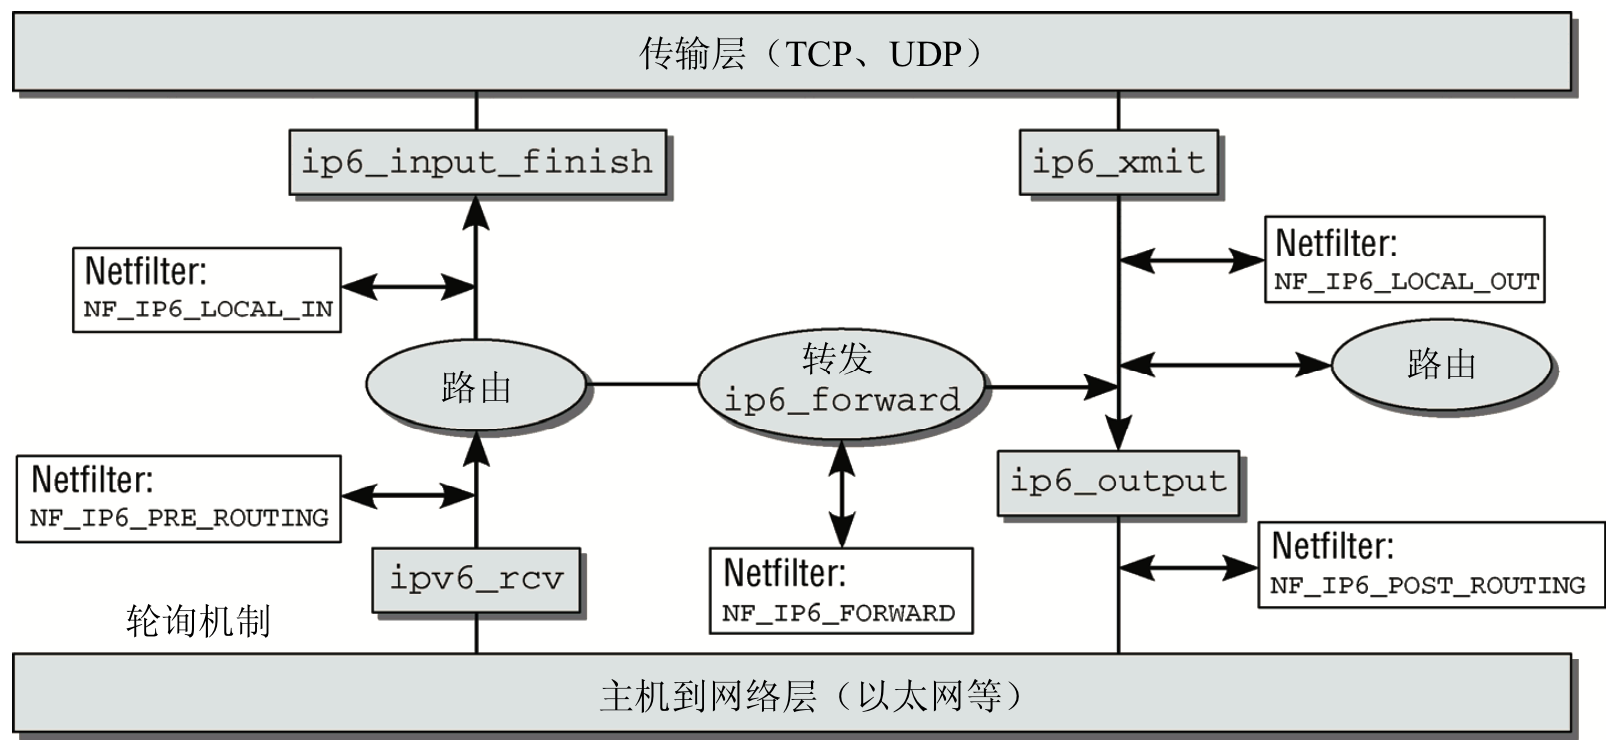 传输层（TCP、UDP）
ip6_input_finish
ip6_xmit
Netfilter:
NF_IP6_LOCAL_IN
Netfilter:
NF_IP6_LOCAL_OUT
路由
转发
ip6_forward
路由
Netfilter:
NF_IP6_PRE_ROUTING
ip6_output
ipv6_rcv
Netfilter:
NF_IP6_FORWARD
Netfilter:
NF_IP6_POST_ROUTING
轮询机制
主机到网络层（以太网等）